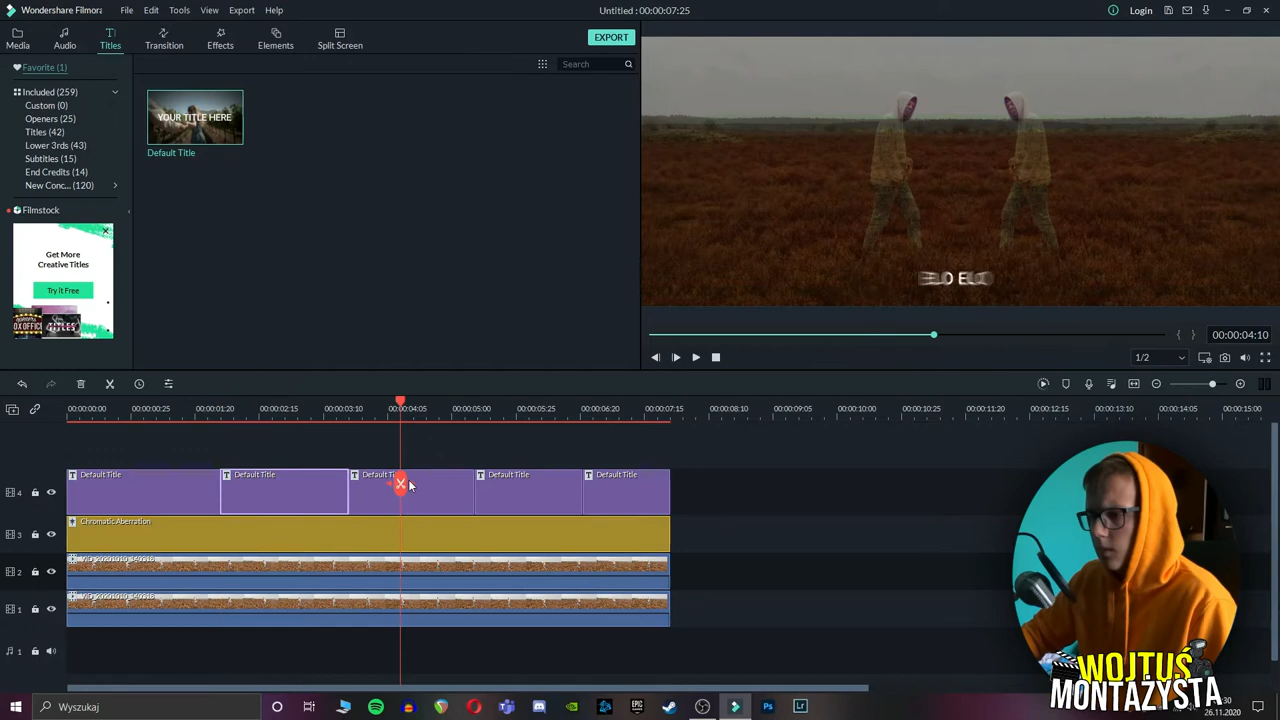 Wondershare Filmora
File
Edit
Tools
View
Export
Help
Untitled : 00:00:07:25
Login
Media
Audio
Titles
Transition
Effects
Elements
Split Screen
EXPORT
Favorite (1)
Included (259)
Custom (0)
Openers (25)
Titles (42)
Lower 3rds (43)
Subtitles (15)
End Credits (14)
New Conc... (120)
Filmstock
Get More
Creative Titles
Try it Free
Search
YOUR TITLE HERE
Default Title
1/2
00:00:04:10
00:00:00:00
00:00:00:25
00:00:01:20
00:00:02:15
00:00:03:10
00:00:04:05
00:00:05:00
00:00:05:25
00:00:06:20
00:00:07:15
00:00:08:10
00:00:09:05
00:00:10:00
00:00:10:25
00:00:11:20
00:00:12:15
00:00:13:10
00:00:14:05
00:00:15:00
4
Default Title
Default Title
Default Title
Default Title
3
Chromatic Aberration
2
1
1
WOJTUŚ
MONTAŻYSTA
Wyszukaj
26.11.2020